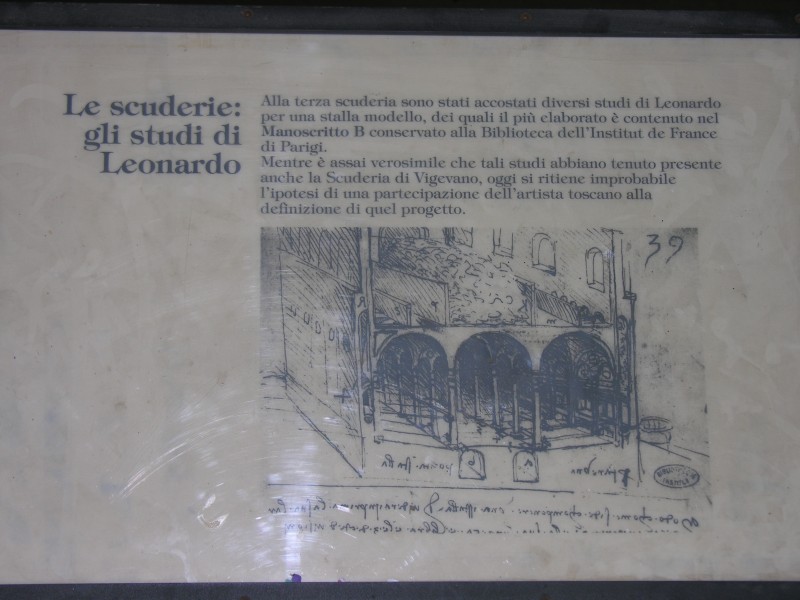 Le scuderie:
gli studi di
Leonardo
Alla terza scuderia sono stati accostati diversi studi di Leonardo
per una stalla modello, dei quali il più elaborato è contenuto nel
Manoscritto B conservato alla Biblioteca dell'Institut de France
di Parigi.
Mentre è assai verosimile che tali studi abbiano tenuto presente
anche la Scuderia di Vigevano, oggi si ritiene improbabile
l'ipotesi di una partecipazione dell'artista toscano alla
definizione di quel progetto.
39